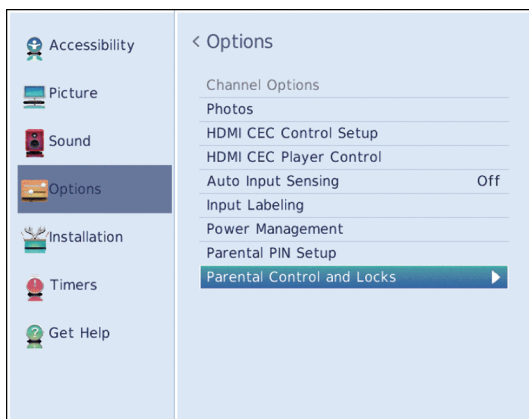 Accessibility
Picture
Sound
Options
Installation
Timers
Get Help
< Options
Channel Options
Photos
HDMI CEC Control Setup
HDMI CEC Player Control
Auto Input Sensing Off
Input Labeling
Power Management
Parental PIN Setup
Parental Control and Locks